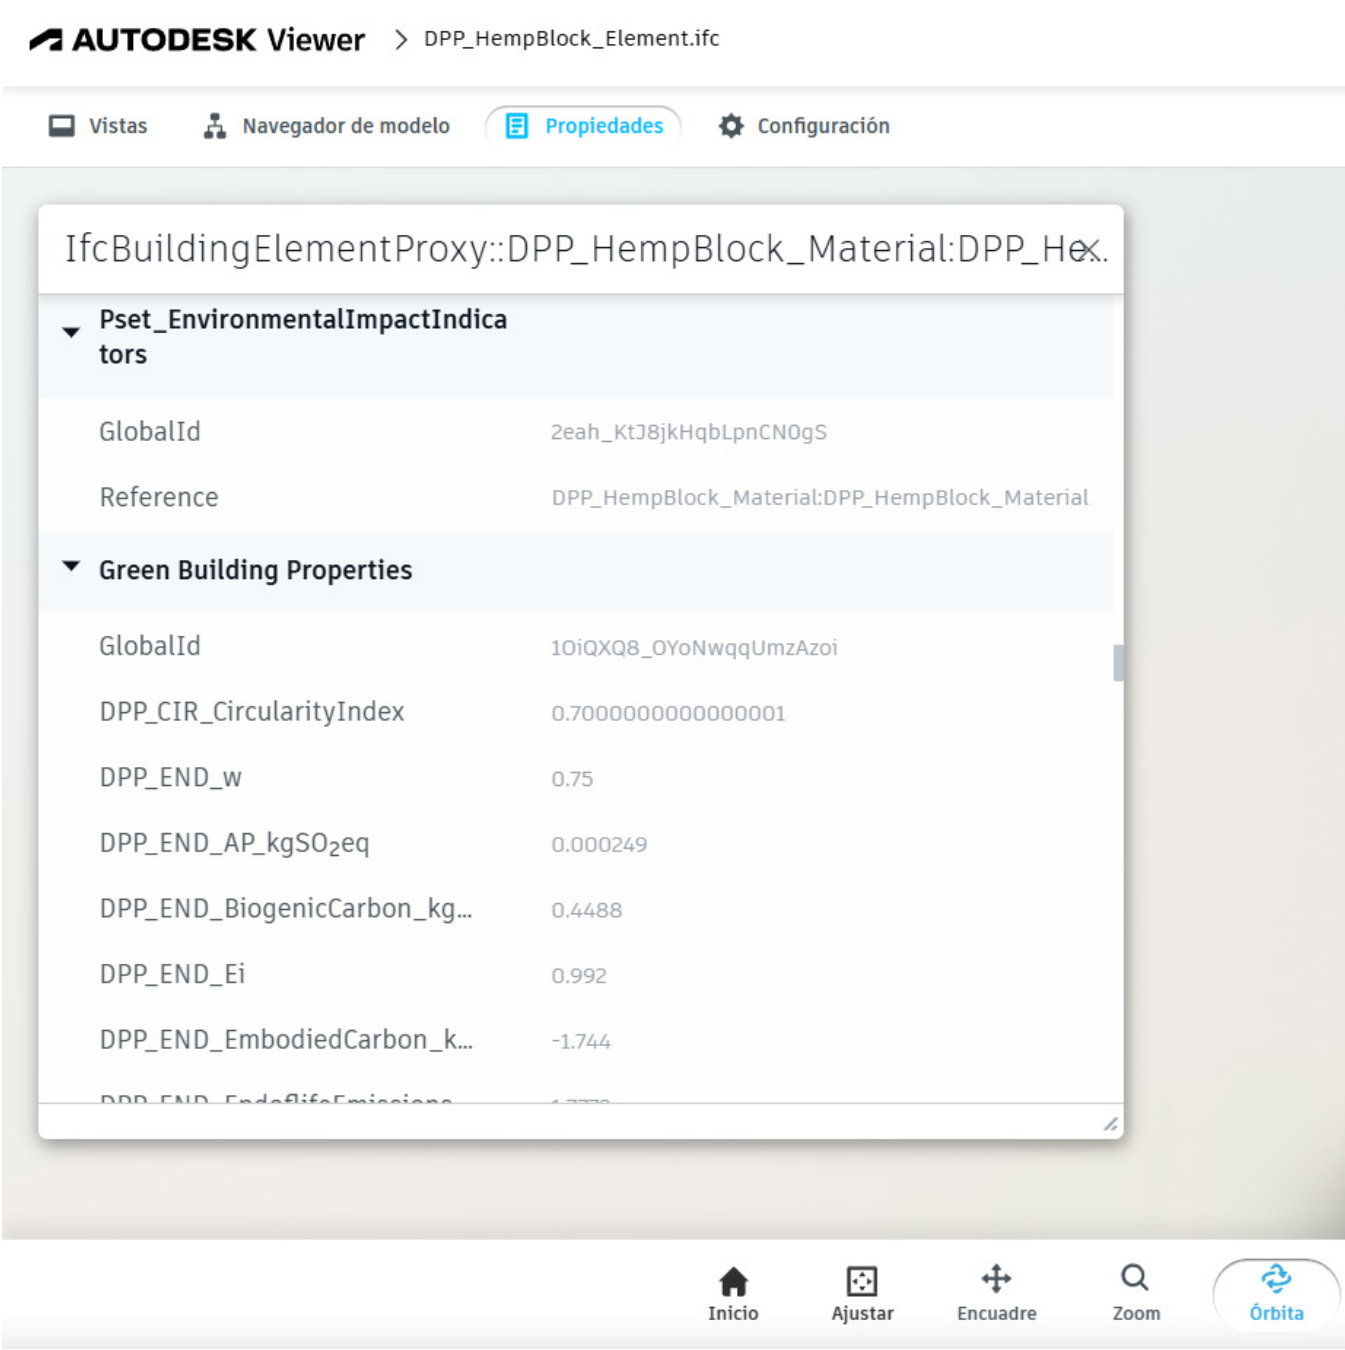 AUTODESK Viewer > DPP_HempBlock_Element.ifc
Vistas Navegador de modelo Propiedades Configuración
IfcBuildingElementProxy::DPP_HempBlock_Material:DPP_He...
Pset_EnvironmentalImpactIndica
tors
GlobalId 2eah_KtJ8jkHqbLpnCN0gS
Reference DPP_HempBlock_Material:DPP_HempBlock_Material
Green Building Properties
GlobalId 1OiQXQ8_OYoNwqqUmzAzoi
DPP_CIR_CircularityIndex 0.7000000000000001
DPP_END_w 0.75
DPP_END_AP_kgSO₂eq 0.000249
DPP_END_BiogenicCarbon_kg... 0.4488
DPP_END_Ei 0.992
DPP_END_EmbodiedCarbon_k... -1.744
DPP_END_EndoflifeEmissions
Inicio Ajustar Encuadre Zoom Órbita